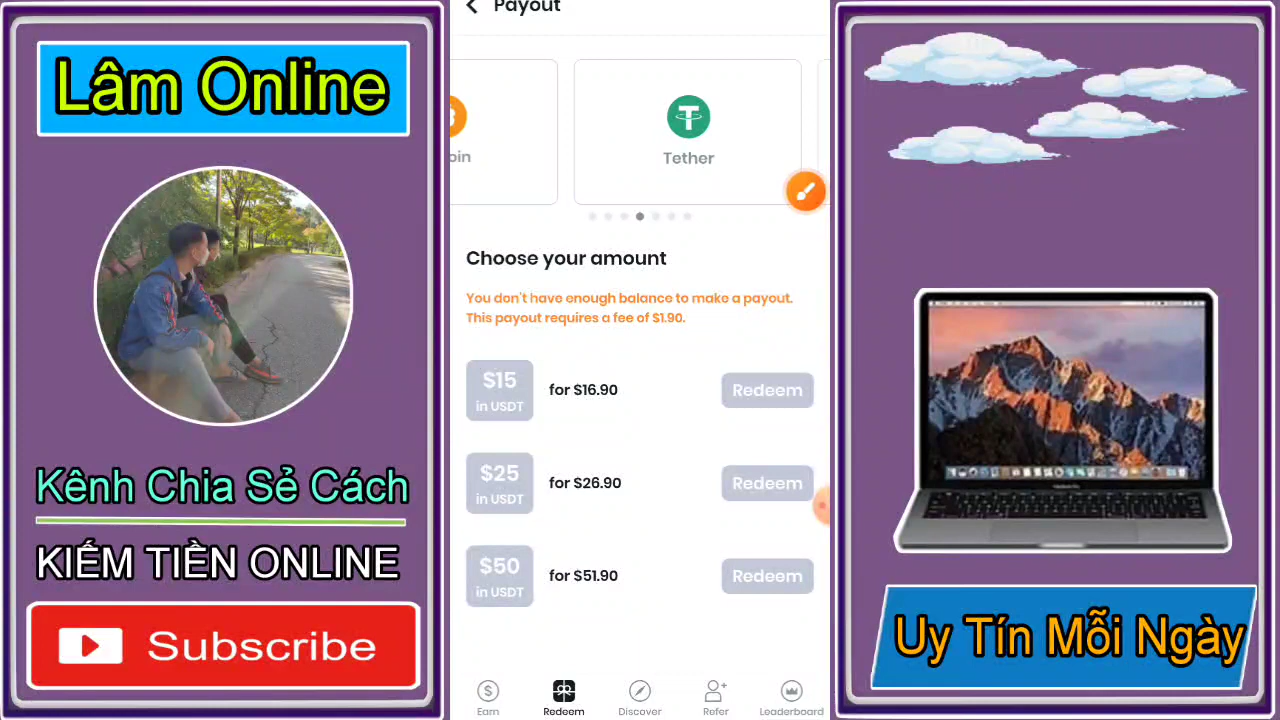 Lâm Online
Kênh Chia Sẻ Cách
KIẾM TIỀN ONLINE
Subscribe
Payout
oin
Tether
Choose your amount
You don't have enough balance to make a payout.
This payout requires a fee of $1.90.
$15
in USDT
for $16.90
Redeem
$25
in USDT
for $26.90
Redeem
$50
in USDT
for $51.90
Redeem
Earn
Redeem
Discover
Refer
Leaderboard
Uy Tín Mỗi Ngày